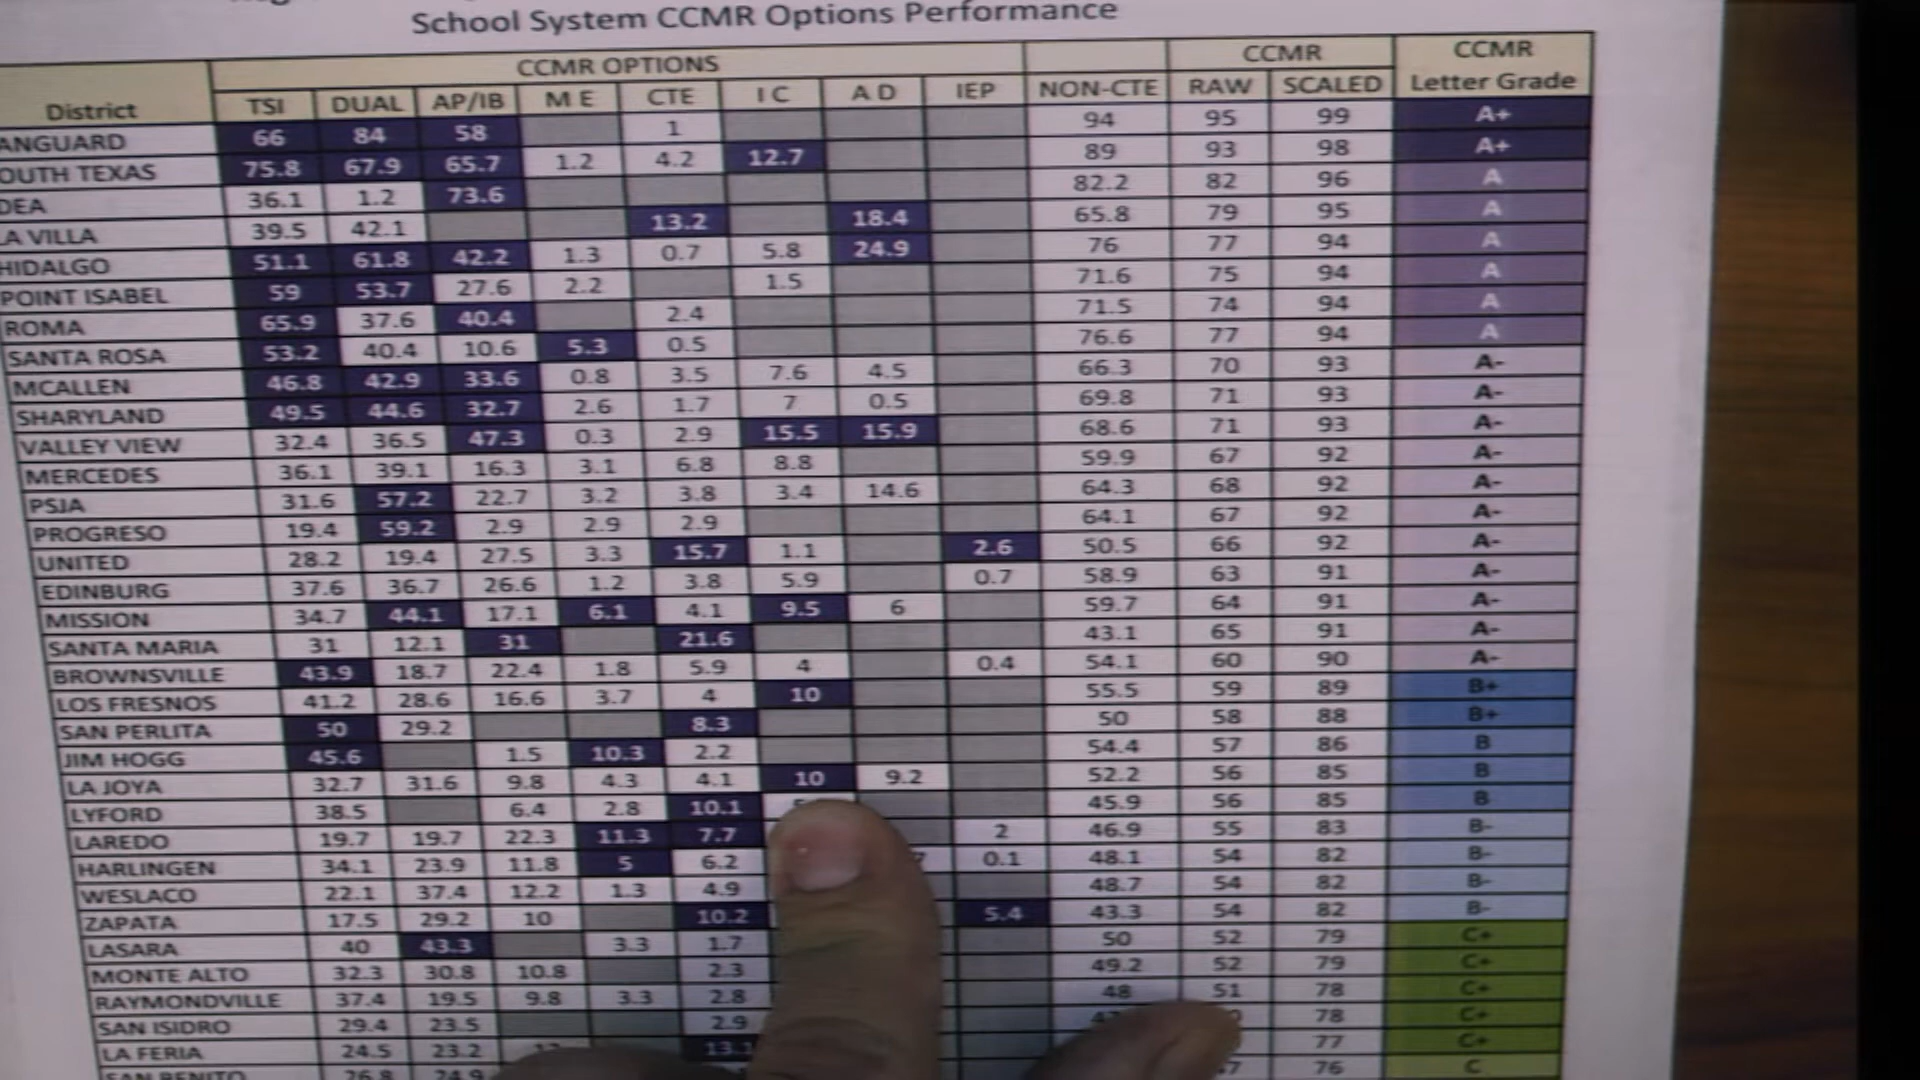 School System CCMR Options Performance
CCMR OPTIONS CCMR CCMR
District TSI DUAL AP/IB M E CTE I C A D IEP NON-CTE RAW SCALED Letter Grade
ANGUARD 66 84 58 1 94 95 99 A+
OUTH TEXAS 75.8 67.9 65.7 1.2 4.2 12.7 89 93 98 A+
DEA 36.1 1.2 73.6 82.2 82 96 A
A VILLA 39.5 42.1 13.2 18.4 65.8 79 95 A
HIDALGO 51.1 61.8 42.2 1.3 0.7 5.8 24.9 76 77 94 A
POINT ISABEL 59 53.7 27.6 2.2 1.5 71.6 75 94 A
ROMA 65.9 37.6 40.4 2.4 71.5 74 94 A
SANTA ROSA 53.2 40.4 10.6 5.3 0.5 76.6 77 94 A
MCALLEN 46.8 42.9 33.6 0.8 3.5 7.6 4.5 66.3 70 93 A-
SHARYLAND 49.5 44.6 32.7 2.6 1.7 7 0.5 69.8 71 93 A-
VALLEY VIEW 32.4 36.5 47.3 0.3 2.9 15.5 15.9 68.6 71 93 A-
MERCEDES 36.1 39.1 16.3 3.1 6.8 8.8 59.9 67 92 A-
PSJA 31.6 57.2 22.7 3.2 3.8 3.4 14.6 64.3 68 92 A-
PROGRESO 19.4 59.2 2.9 2.9 2.9 64.1 67 92 A-
UNITED 28.2 19.4 27.5 3.3 15.7 1.1 2.6 50.5 66 92 A-
EDINBURG 37.6 36.7 26.6 1.2 3.8 5.9 0.7 58.9 63 91 A-
MISSION 34.7 44.1 17.1 6.1 4.1 9.5 6 59.7 64 91 A-
SANTA MARIA 31 12.1 31 21.6 43.1 65 91 A-
BROWNSVILLE 43.9 18.7 22.4 1.8 5.9 4 0.4 54.1 60 90 A-
LOS FRESNOS 41.2 28.6 16.6 3.7 4 10 55.5 59 89 B+
SAN PERLITA 50 29.2 8.3 50 58 88 B+
JIM HOGG 45.6 1.5 10.3 2.2 54.4 57 86 B
LA JOYA 32.7 31.6 9.8 4.3 4.1 10 9.2 52.2 56 85 B
LYFORD 38.5 6.4 2.8 10.1 45.9 56 85 B
LAREDO 19.7 19.7 22.3 11.3 7.7 2 46.9 55 83 B-
HARLINGEN 34.1 23.9 11.8 5 6.2 7 0.1 48.1 54 82 B-
WESLACO 22.1 37.4 12.2 1.3 4.9 48.7 54 82 B-
ZAPATA 17.5 29.2 10 10.2 5.4 43.3 54 82 B-
LASARA 40 43.3 3.3 1.7 50 52 79 C+
MONTE ALTO 32.3 30.8 10.8 2.3 49.2 52 79 C+
RAYMONDVILLE 37.4 19.5 9.8 3.3 2.8 48 51 78 C+
SAN ISIDRO 29.4 23.5 2.9 78 C+
LA FERIA 24.5 23.2 77 C+
SAN BENITO 26.8 24.9 76 C